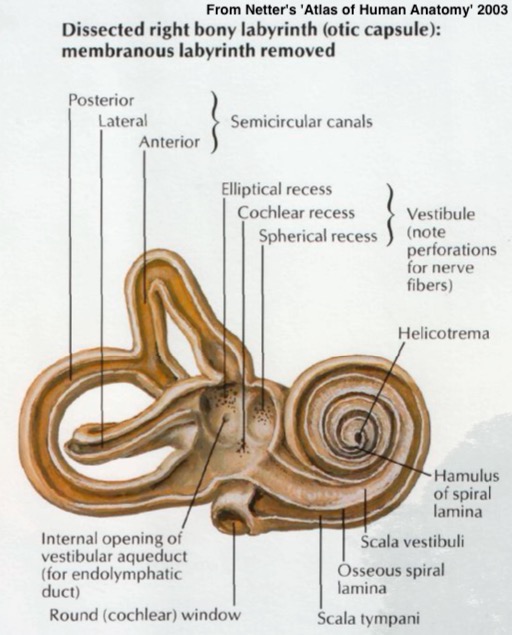 From Netter's 'Atlas of Human Anatomy' 2003
Dissected right bony labyrinth (otic capsule):
membranous labyrinth removed
Posterior
Lateral
Anterior
Semicircular canals
Elliptical recess
Cochlear recess
Spherical recess
Vestibule
(note
perforations
for nerve
fibers)
Helicotrema
Hamulus
of spiral
lamina
Scala vestibuli
Osseous spiral
lamina
Scala tympani
Internal opening of
vestibular aqueduct
(for endolymphatic
duct)
Round (cochlear) window